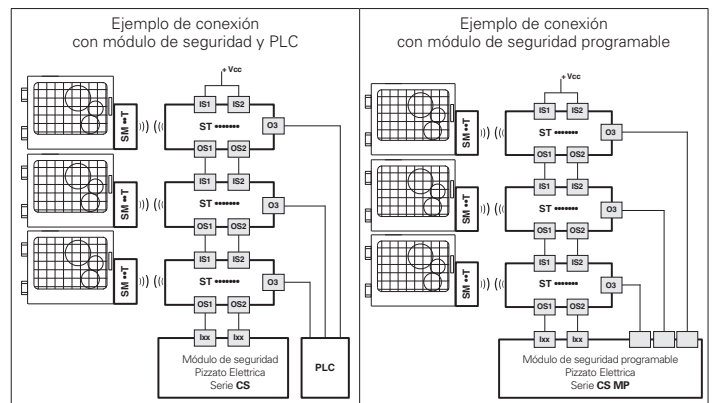 Ejemplo de conexión
con módulo de seguridad y PLC
+ Vcc
IS1 IS2
SM ••T
ST •••••••
O3
OS1 OS2
IS1 IS2
SM ••T
ST •••••••
O3
OS1 OS2
IS1 IS2
SM ••T
ST •••••••
O3
OS1 OS2
Ixx Ixx
Módulo de seguridad
Pizzato Elettrica
Serie CS
PLC
Ejemplo de conexión
con módulo de seguridad programable
+ Vcc
IS1 IS2
SM ••T
ST •••••••
O3
OS1 OS2
IS1 IS2
SM ••T
ST •••••••
O3
OS1 OS2
IS1 IS2
SM ••T
ST •••••••
O3
OS1 OS2
Ixx Ixx
Módulo de seguridad programable
Pizzato Elettrica
Serie CS MP